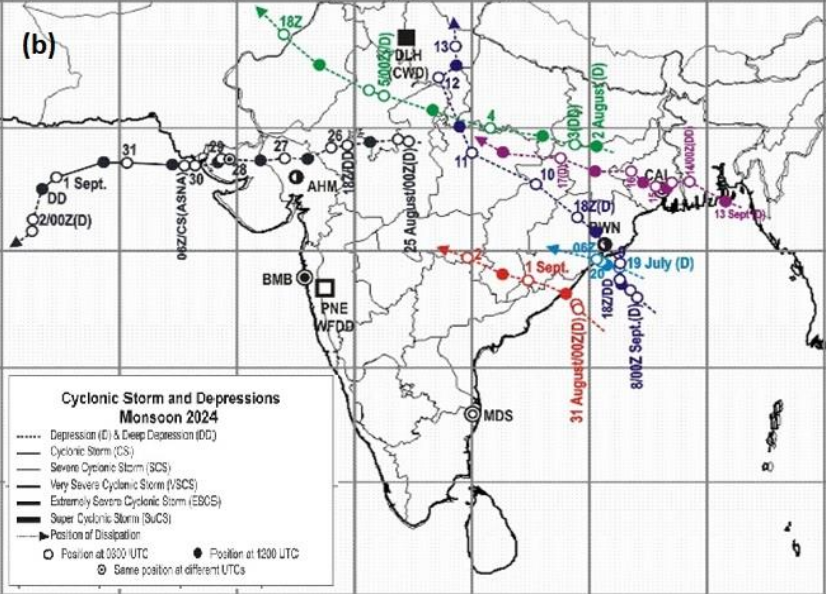 (b)
18Z
13
DLH
(CWD)
5/00Z(D)
12
4
3(DD)
2 August (D)
31
29
27
26
28
30
11
10
17(D)
16
CAL
14/00Z(DD)
13 Sept.(D)
1 Sept.
DD
2/00Z(D)
06Z/CS(ASNA)
AHM
18Z/DD
25 August/00Z(D)
18Z(D)
BWN
06Z
20
19 July (D)
9
2
1 Sept.
18Z/DD
8/00Z Sept.(D)
31 August/00Z(D)
BMB
PNE
WFDD
MDS
Cyclonic Storm and Depressions
Monsoon 2024
Depression (D) & Deep Depression (DD)
Cyclonic Storm (CS)
Severe Cyclonic Storm (SCS)
Very Severe Cyclonic Storm (VSCS)
Extremely Severe Cyclonic Storm (ESCS)
Super Cyclonic Storm (SuCS)
Position of Dissipation
Position at 0300 UTC
Position at 1200 UTC
Same position at different UTCs